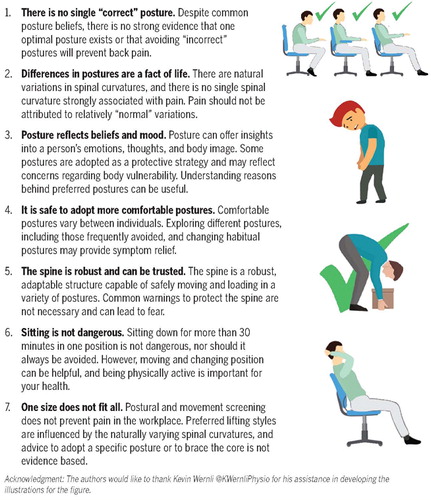 1. There is no single “correct” posture. Despite common
posture beliefs, there is no strong evidence that one
optimal posture exists or that avoiding “incorrect”
postures will prevent back pain.
2. Differences in postures are a fact of life. There are natural
variations in spinal curvatures, and there is no single spinal
curvature strongly associated with pain. Pain should not be
attributed to relatively “normal” variations.
3. Posture reflects beliefs and mood. Posture can offer insights
into a person’s emotions, thoughts, and body image. Some
postures are adopted as a protective strategy and may reflect
concerns regarding body vulnerability. Understanding reasons
behind preferred postures can be useful.
4. It is safe to adopt more comfortable postures. Comfortable
postures vary between individuals. Exploring different postures,
including those frequently avoided, and changing habitual
postures may provide symptom relief.
5. The spine is robust and can be trusted. The spine is a robust,
adaptable structure capable of safely moving and loading in a
variety of postures. Common warnings to protect the spine are
not necessary and can lead to fear.
6. Sitting is not dangerous. Sitting down for more than 30
minutes in one position is not dangerous, nor should it
always be avoided. However, moving and changing position
can be helpful, and being physically active is important for
your health.
7. One size does not fit all. Postural and movement screening
does not prevent pain in the workplace. Preferred lifting styles
are influenced by the naturally varying spinal curvatures, and
advice to adopt a specific posture or to brace the core is not
evidence based.
Acknowledgment: The authors would like to thank Kevin Wernli @KWernliPhysio for his assistance in developing the
illustrations for the figure.